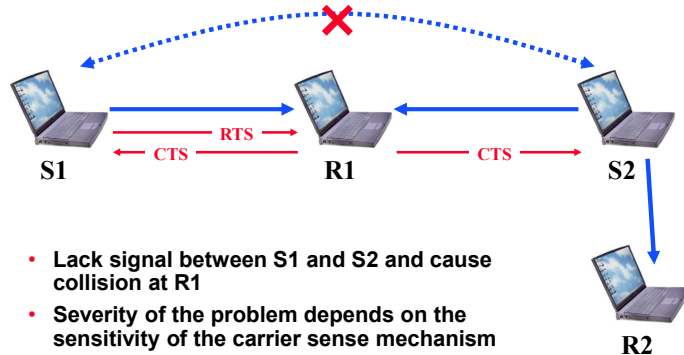 RTS
CTS
CTS
S1
R1
S2
• Lack signal between S1 and S2 and cause
collision at R1
• Severity of the problem depends on the
sensitivity of the carrier sense mechanism
R2